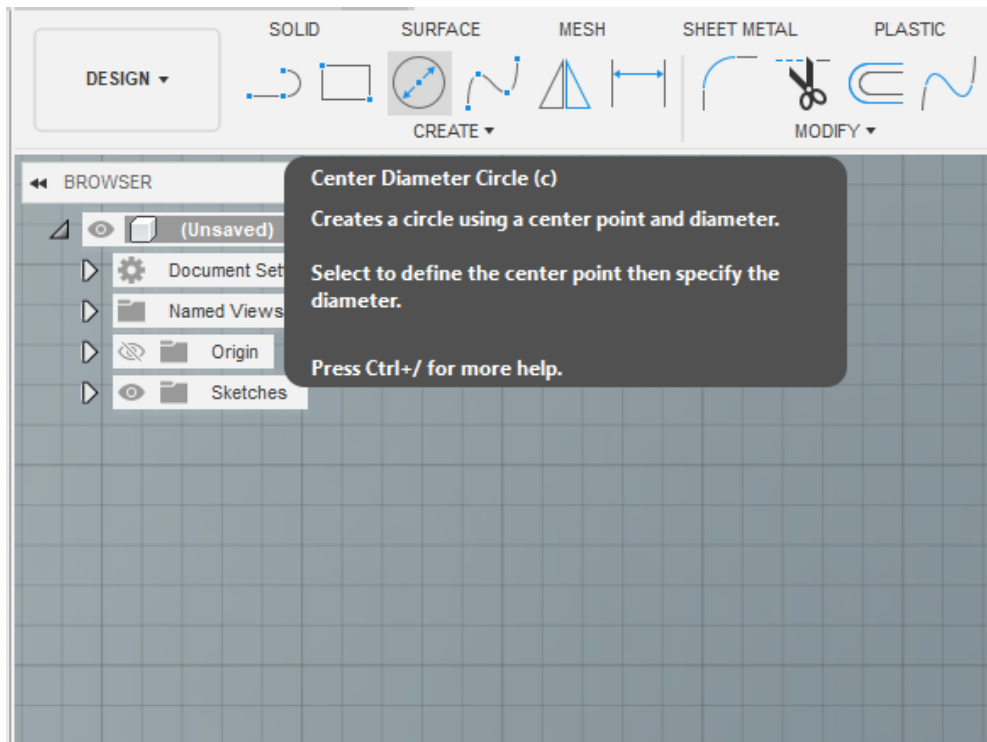 SOLID SURFACE MESH SHEET METAL PLASTIC
DESIGN
CREATE MODIFY
BROWSER
(Unsaved)
Named Views
Origin
Sketches
Center Diameter Circle (c)
Creates a circle using a center point and diameter.
Select to define the center point then specify the
diameter.
Press Ctrl+/ for more help.